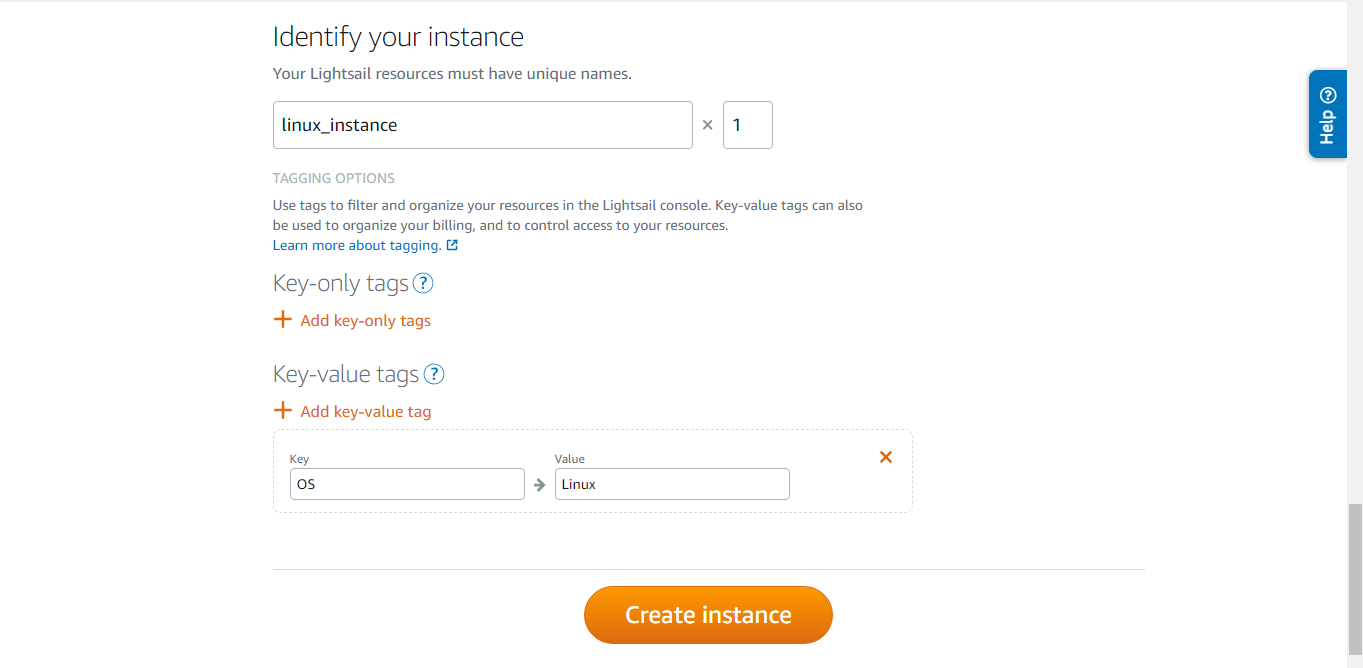 Identify your instance
Your Lightsail resources must have unique names.
linux_instance × 1
Help ?
TAGGING OPTIONS
Use tags to filter and organize your resources in the Lightsail console. Key-value tags can also
be used to organize your billing, and to control access to your resources.
Learn more about tagging.
Key-only tags ?
+ Add key-only tags
Key-value tags ?
+ Add key-value tag
Key Value
OS → Linux
Create instance